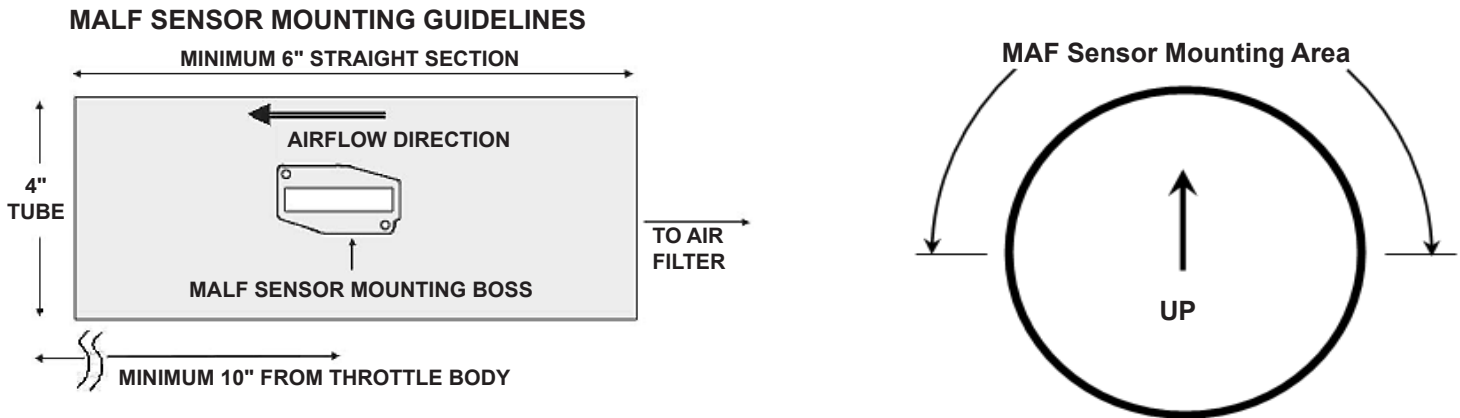 MALF SENSOR MOUNTING GUIDELINES
MINIMUM 6" STRAIGHT SECTION
AIRFLOW DIRECTION
4"
TUBE
TO AIR
FILTER
MALF SENSOR MOUNTING BOSS
MINIMUM 10" FROM THROTTLE BODY
MAF Sensor Mounting Area
UP